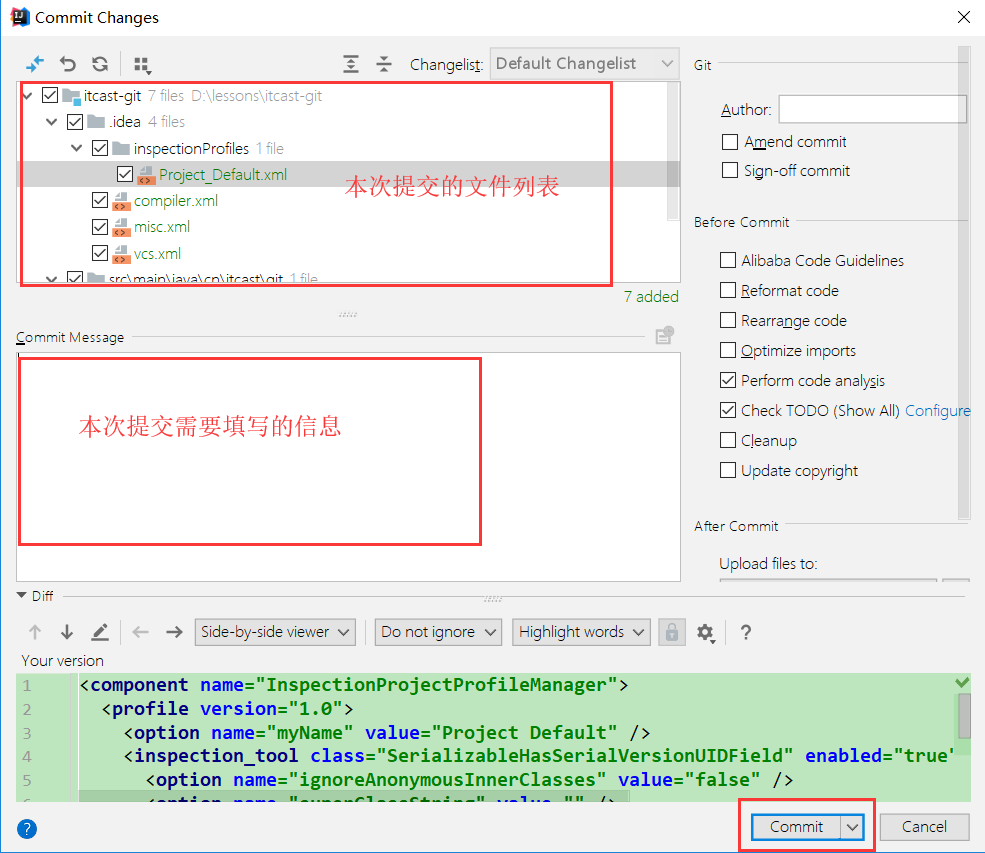 Commit Changes
Changelist: Default Changelist
Git
itcast-git 7 files D:\lessons\itcast-git
.idea 4 files
inspectionProfiles 1 file
Project_Default.xml
compiler.xml
misc.xml
vcs.xml
src\main\java\cn\itcast\git 1 file
本次提交的文件列表
7 added
Author:
Amend commit
Sign-off commit
Before Commit
Alibaba Code Guidelines
Reformat code
Rearrange code
Optimize imports
Perform code analysis
Check TODO (Show All) Configure
Cleanup
Update copyright
After Commit
Upload files to:
Commit Message
本次提交需要填写的信息
Diff
Side-by-side viewer Do not ignore Highlight words ?
Your version
1 <component name="InspectionProjectProfileManager">
2 <profile version="1.0">
3 <option name="myName" value="Project Default" />
4 <inspection_tool class="SerializableHasSerialVersionUIDField" enabled="true"
5 <option name="ignoreAnonymousInnerClasses" value="false" />
6 <option name="superClassString" value="" />
? Commit Cancel